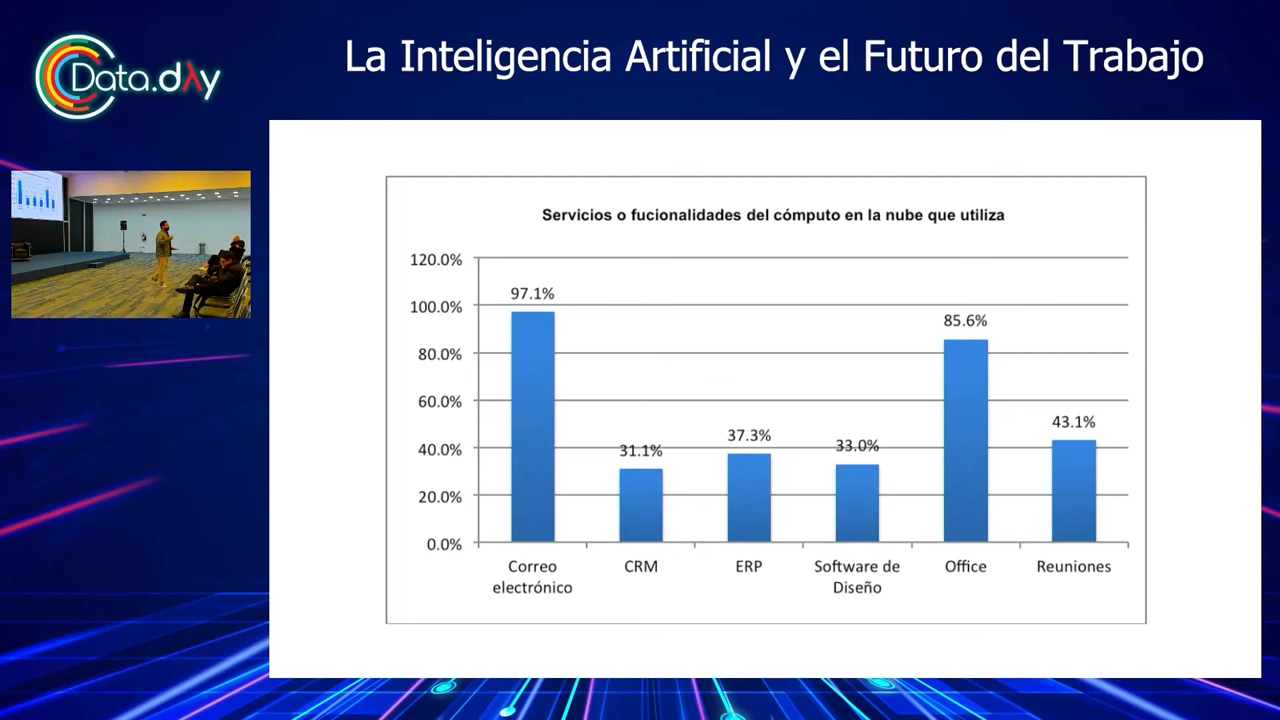 Data.dλy
La Inteligencia Artificial y el Futuro del Trabajo
Servicios o fucionalidades del cómputo en la nube que utiliza
120.0%
100.0%
80.0%
60.0%
40.0%
20.0%
0.0%
97.1%
31.1%
37.3%
33.0%
85.6%
43.1%
Correo
electrónico
CRM
ERP
Software de
Diseño
Office
Reuniones